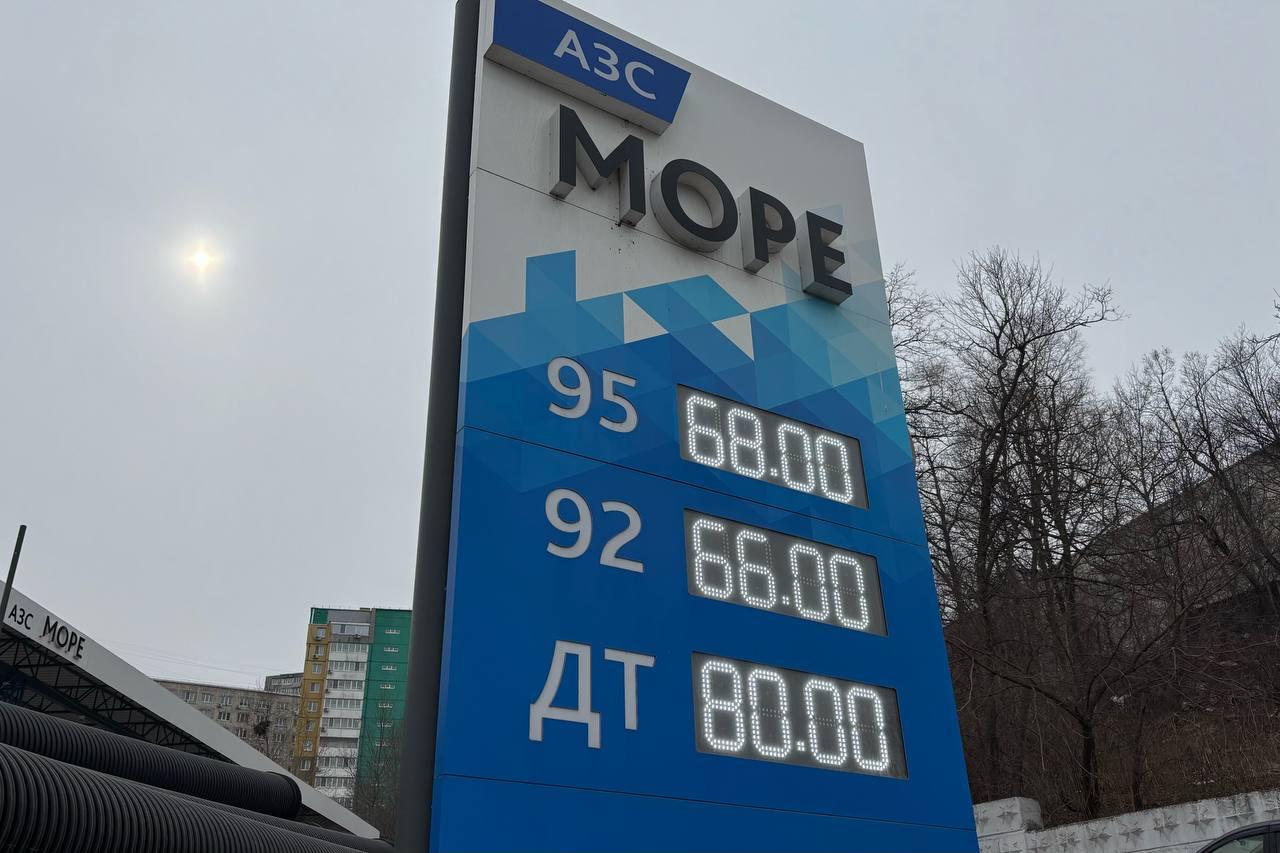 АЗС
МОРЕ
95 68.00
92 66.00
ДТ 80.00
АЗС МОРЕ